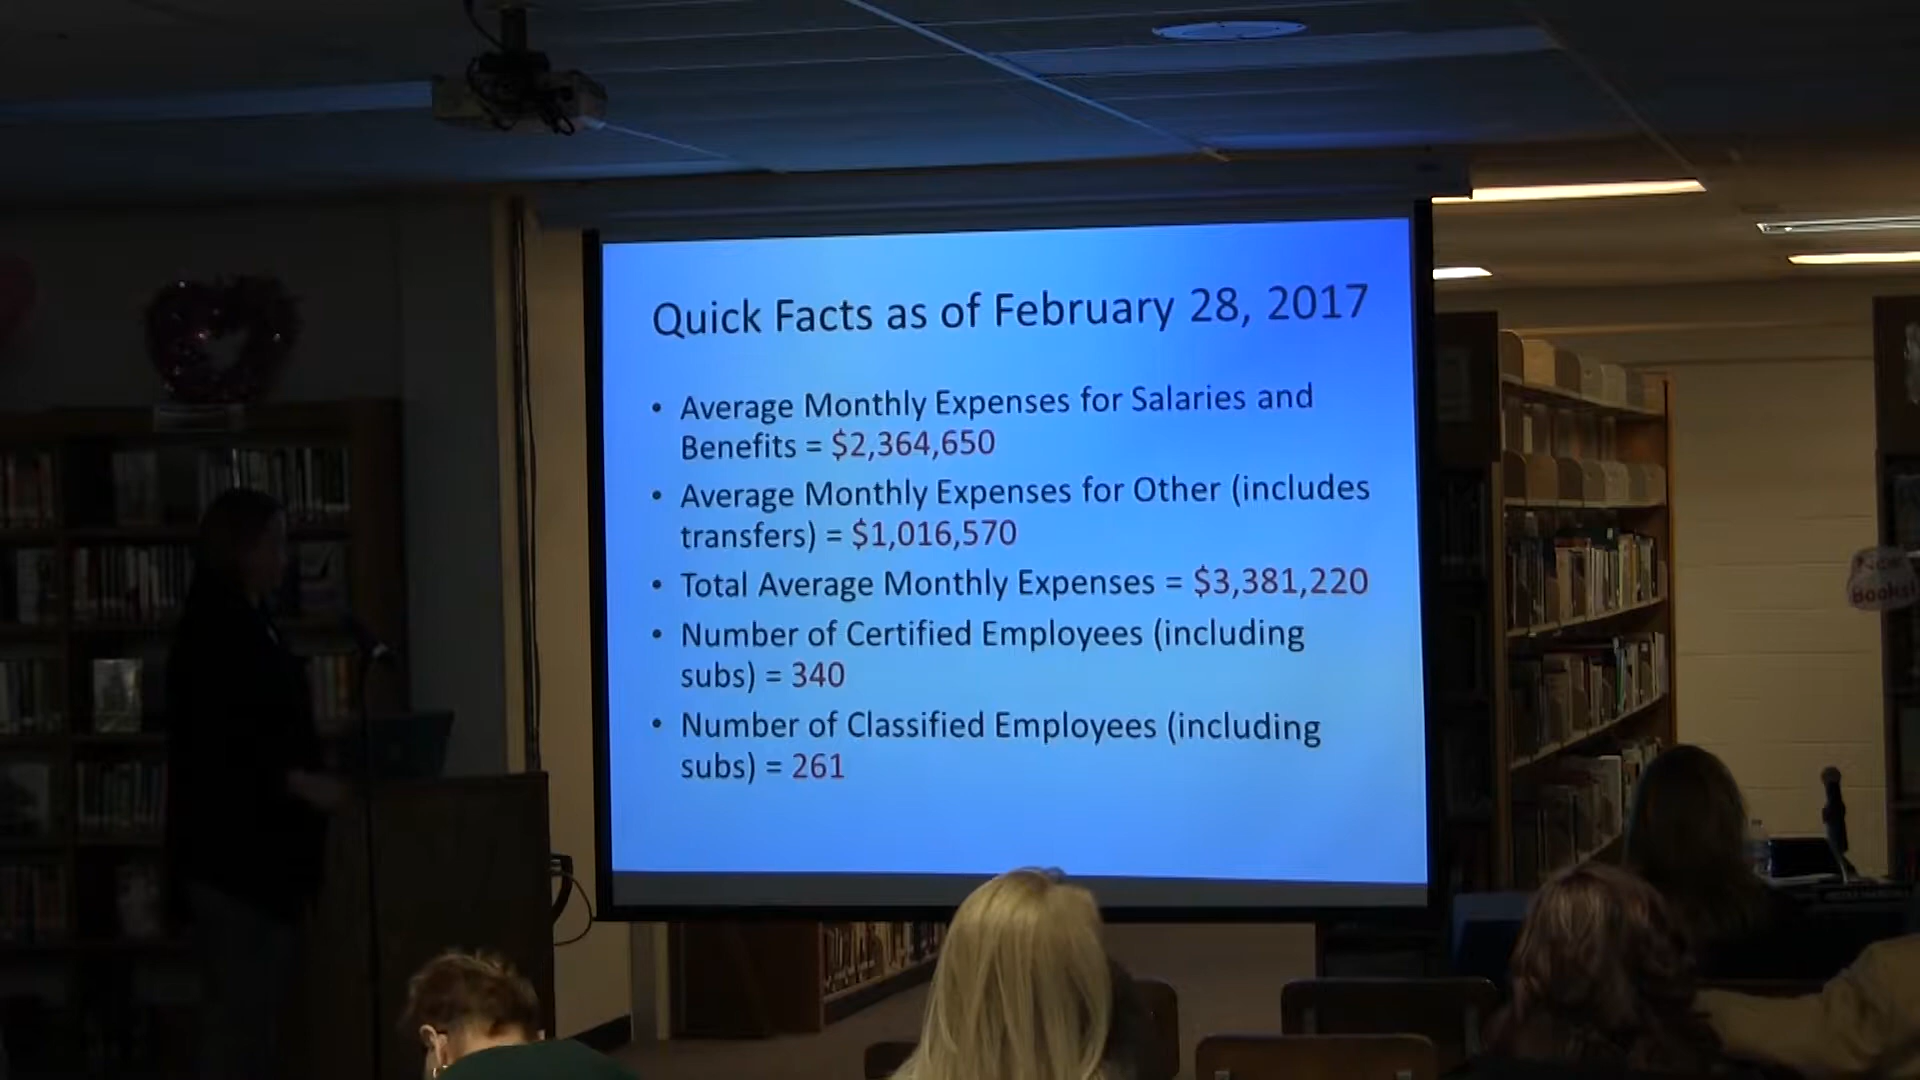 Quick Facts as of February 28, 2017
• Average Monthly Expenses for Salaries and
Benefits = $2,364,650
• Average Monthly Expenses for Other (includes
transfers) = $1,016,570
• Total Average Monthly Expenses = $3,381,220
• Number of Certified Employees (including
subs) = 340
• Number of Classified Employees (including
subs) = 261
New
Books!